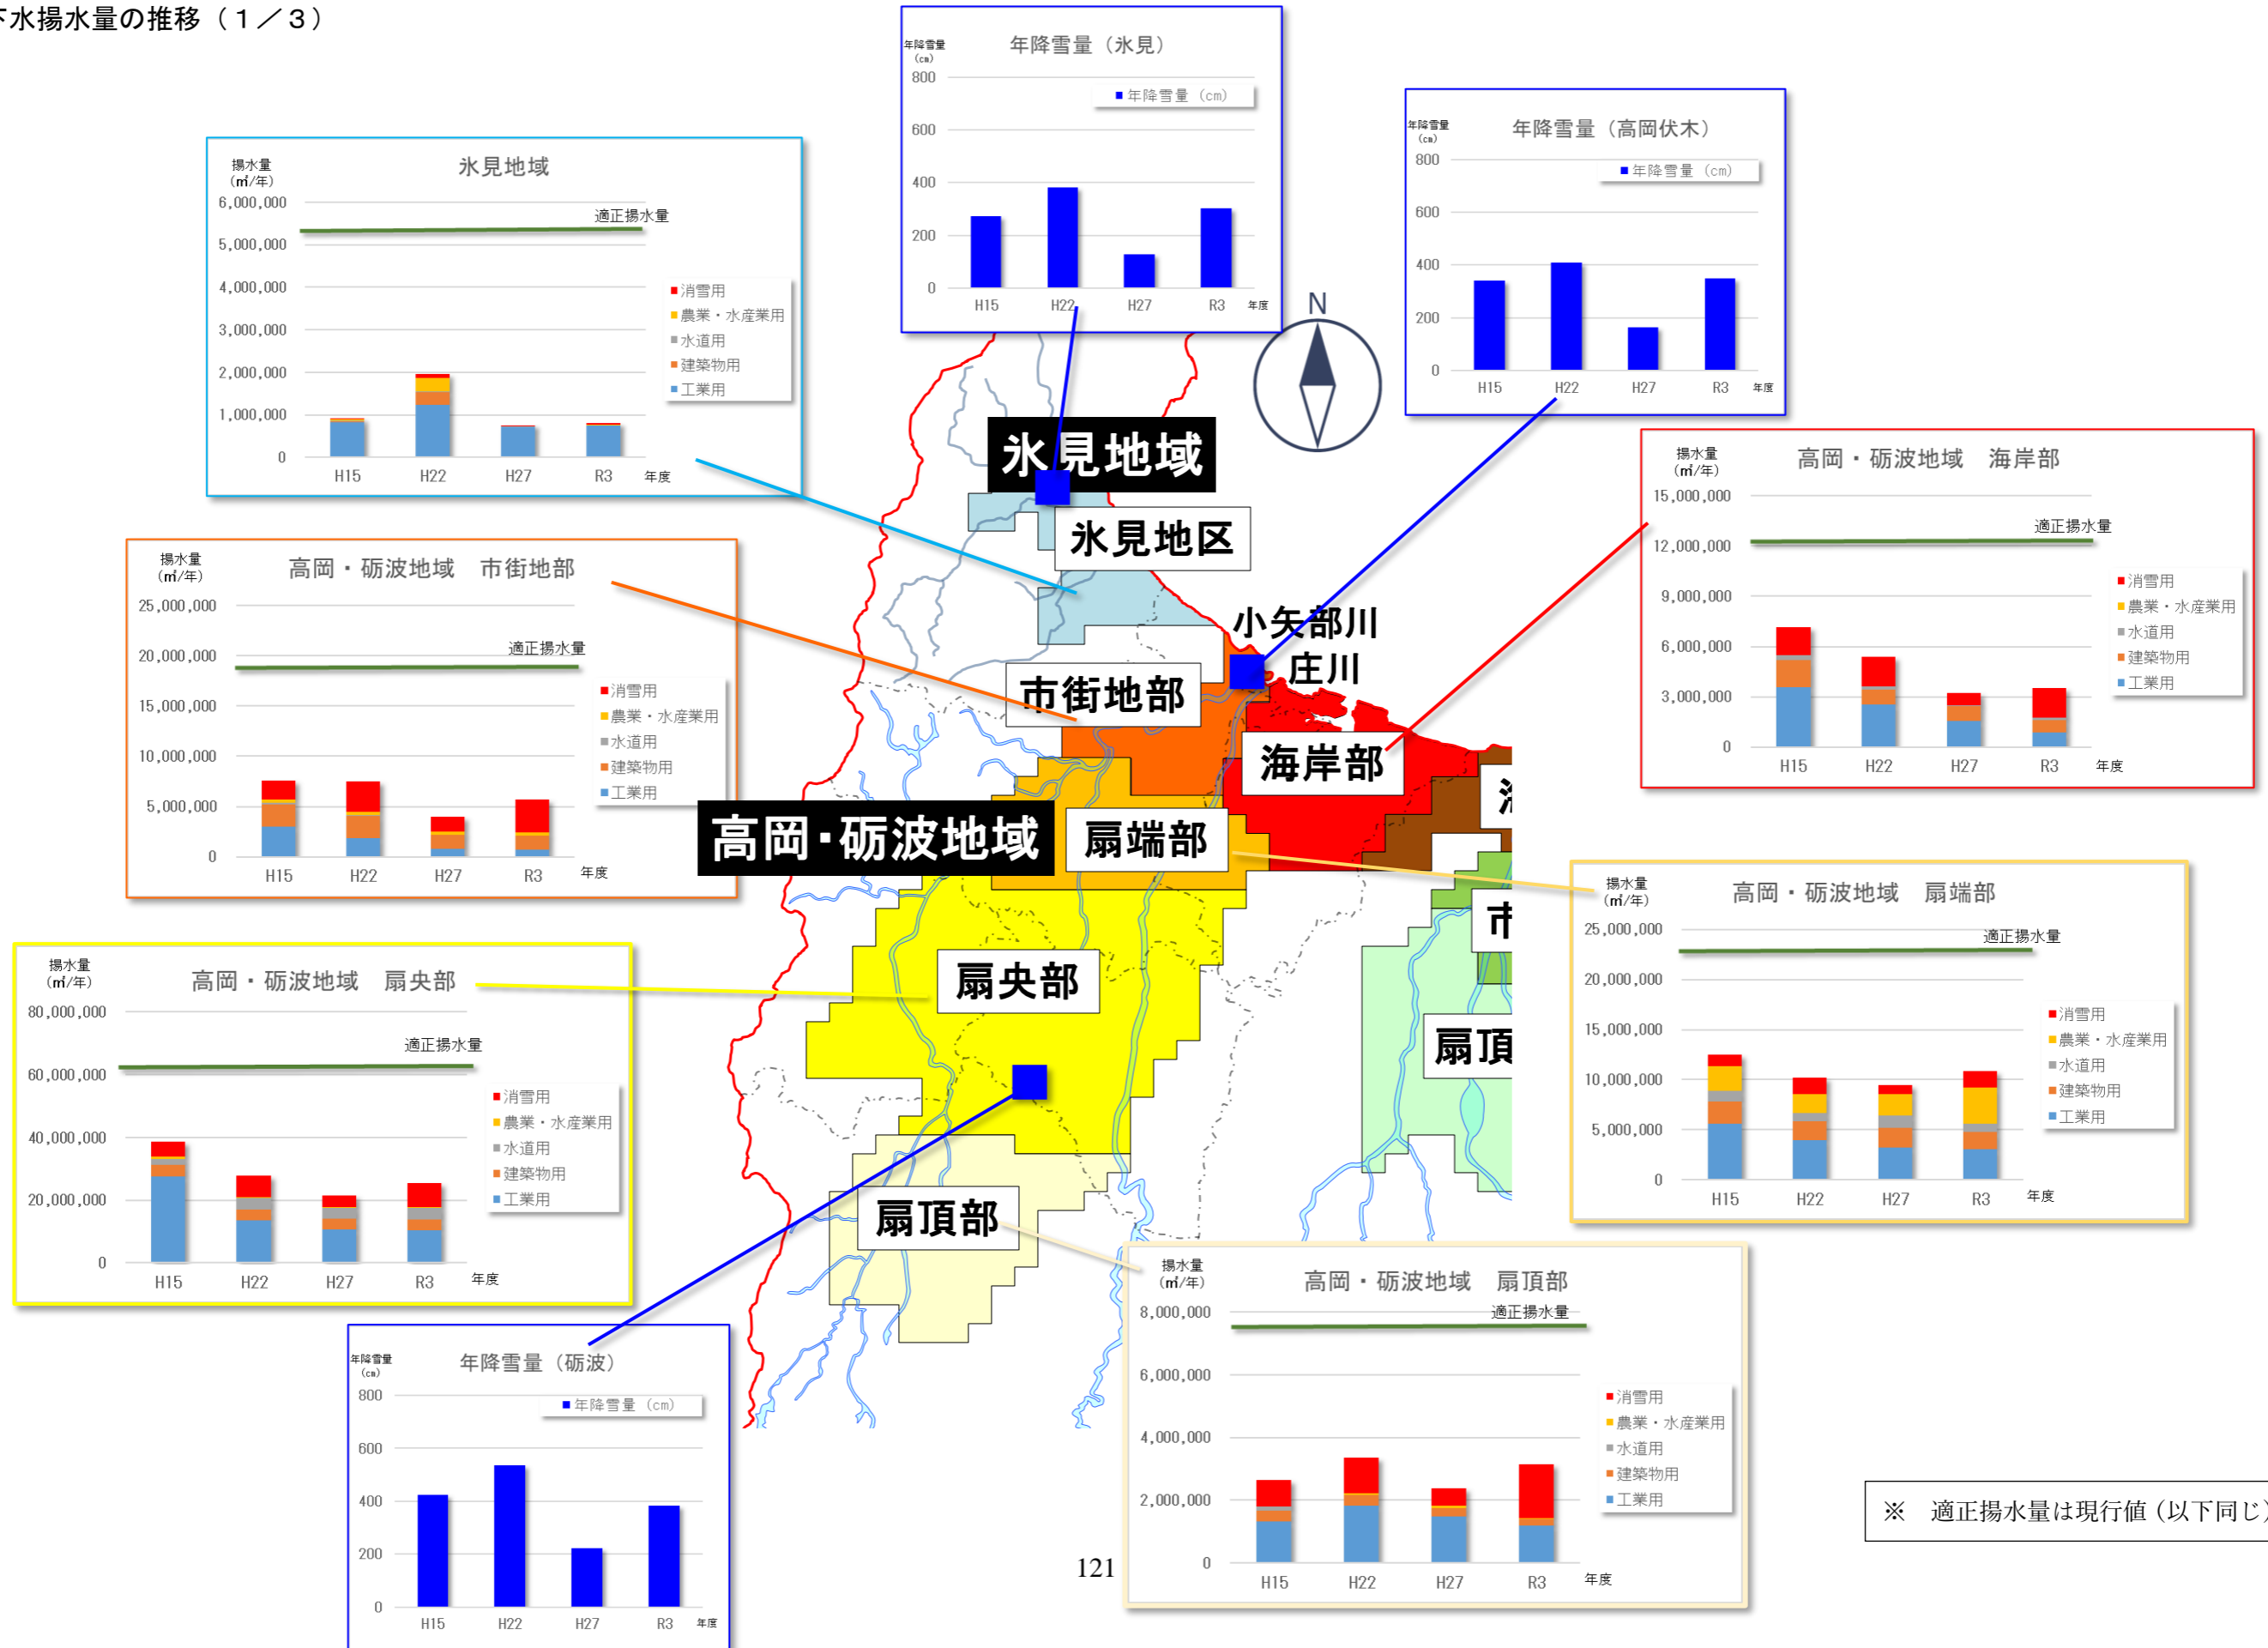 下水揚水量の推移（１／３）
年降雪量（氷見）
年降雪量
(cm)
■年降雪量（cm）
800
600
400
200
0
H15 H22 H27 R3 年度
年降雪量（高岡伏木）
年降雪量
(cm)
■年降雪量（cm）
800
600
400
200
0
H15 H22 H27 R3 年度
氷見地域
揚水量
(㎥/年)
6,000,000
5,000,000
4,000,000
3,000,000
2,000,000
1,000,000
0
適正揚水量
■消雪用
■農業・水産業用
■水道用
■建築物用
■工業用
H15 H22 H27 R3 年度
N
氷見地域
氷見地区
小矢部川
庄川
市街地部
海岸部
高岡・砺波地域
扇端部
扇央部
扇頂部
市
扇頂
高岡・砺波地域　海岸部
揚水量
(㎥/年)
15,000,000
12,000,000
9,000,000
6,000,000
3,000,000
0
適正揚水量
■消雪用
■農業・水産業用
■水道用
■建築物用
■工業用
H15 H22 H27 R3 年度
高岡・砺波地域　市街地部
揚水量
(㎥/年)
25,000,000
20,000,000
15,000,000
10,000,000
5,000,000
0
適正揚水量
■消雪用
■農業・水産業用
■水道用
■建築物用
■工業用
H15 H22 H27 R3 年度
高岡・砺波地域　扇端部
揚水量
(㎥/年)
25,000,000
20,000,000
15,000,000
10,000,000
5,000,000
0
適正揚水量
■消雪用
■農業・水産業用
■水道用
■建築物用
■工業用
H15 H22 H27 R3 年度
高岡・砺波地域　扇央部
揚水量
(㎥/年)
80,000,000
60,000,000
40,000,000
20,000,000
0
適正揚水量
■消雪用
■農業・水産業用
■水道用
■建築物用
■工業用
H15 H22 H27 R3 年度
高岡・砺波地域　扇頂部
揚水量
(㎥/年)
8,000,000
6,000,000
4,000,000
2,000,000
0
適正揚水量
■消雪用
■農業・水産業用
■水道用
■建築物用
■工業用
H15 H22 H27 R3 年度
年降雪量（砺波）
年降雪量
(cm)
■年降雪量（cm）
800
600
400
200
0
H15 H22 H27 R3 年度
※　適正揚水量は現行値（以下同じ）
121